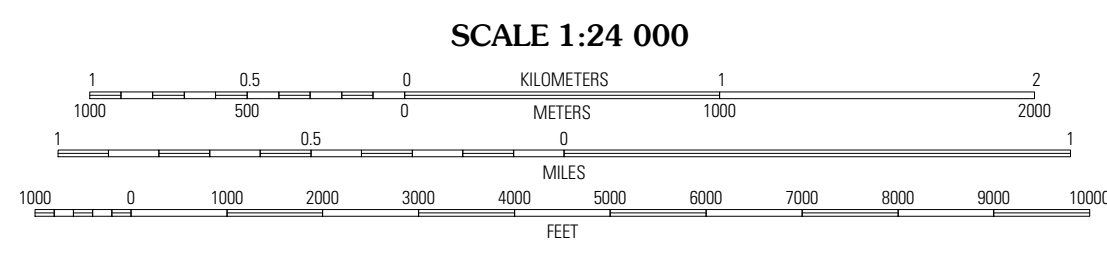 SCALE 1:24 000
1 0.5 0 KILOMETERS 1 2
1000 500 0 METERS 1000 2000
1 0.5 0 1
MILES
1000 0 1000 2000 3000 4000 5000 6000 7000 8000 9000 10000
FEET